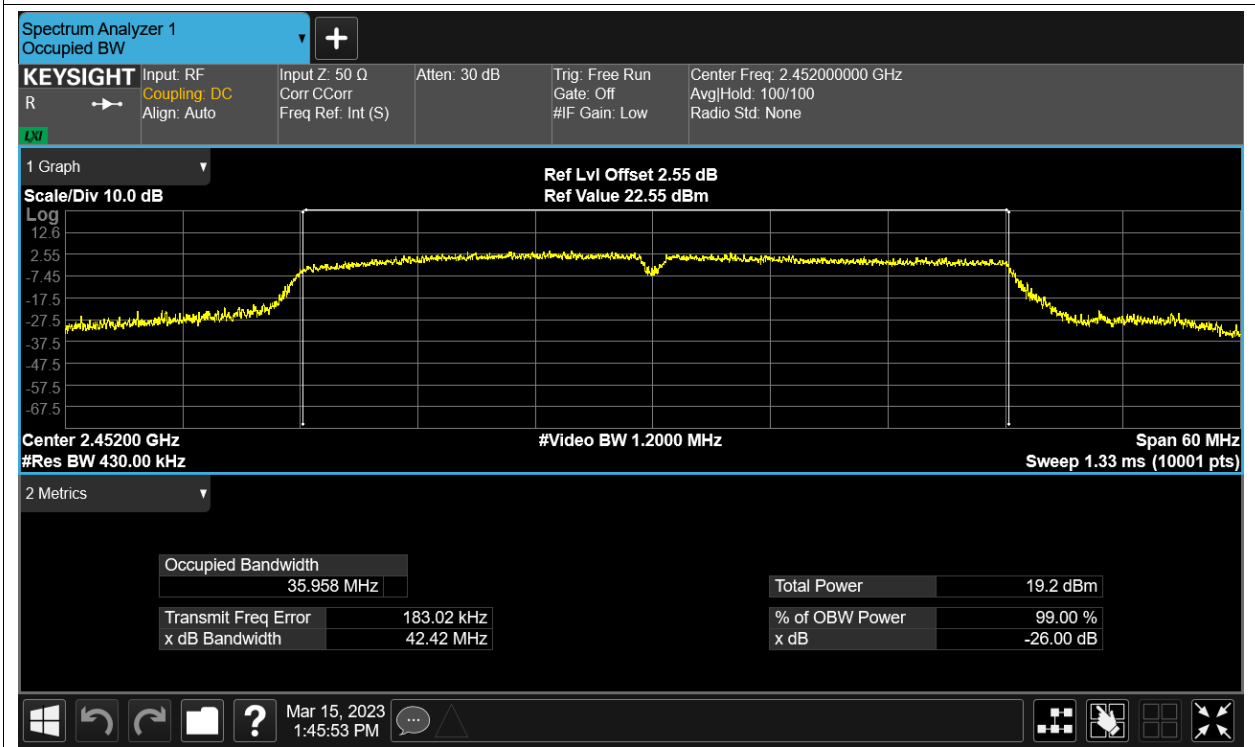 Spectrum Analyzer 1
Occupied BW
KEYSIGHT
R
LXI
Input: RF
Coupling: DC
Align: Auto
Input Z: 50 Ω
Corr CCorr
Freq Ref: Int (S)
Atten: 30 dB
Trig: Free Run
Gate: Off
#IF Gain: Low
Center Freq: 2.452000000 GHz
Avg|Hold: 100/100
Radio Std: None
1 Graph
Scale/Div 10.0 dB
Ref Lvl Offset 2.55 dB
Ref Value 22.55 dBm
Log
12.6
2.55
-7.45
-17.5
-27.5
-37.5
-47.5
-57.5
-67.5
Center 2.45200 GHz
#Video BW 1.2000 MHz
Span 60 MHz
#Res BW 430.00 kHz
Sweep 1.33 ms (10001 pts)
2 Metrics
Occupied Bandwidth
35.958 MHz
Transmit Freq Error 183.02 kHz
x dB Bandwidth 42.42 MHz
Total Power 19.2 dBm
% of OBW Power 99.00 %
x dB -26.00 dB
?
Mar 15, 2023
1:45:53 PM